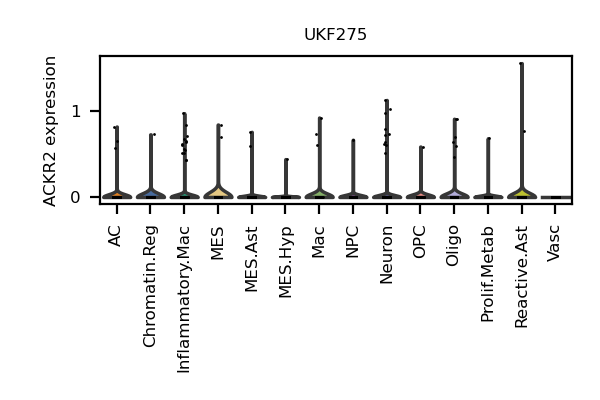 UKF275
ACKR2 expression
1
0
AC
Chromatin.Reg
Inflammatory.Mac
MES
MES.Ast
MES.Hyp
Mac
NPC
Neuron
OPC
Oligo
Prolif.Metab
Reactive.Ast
Vasc